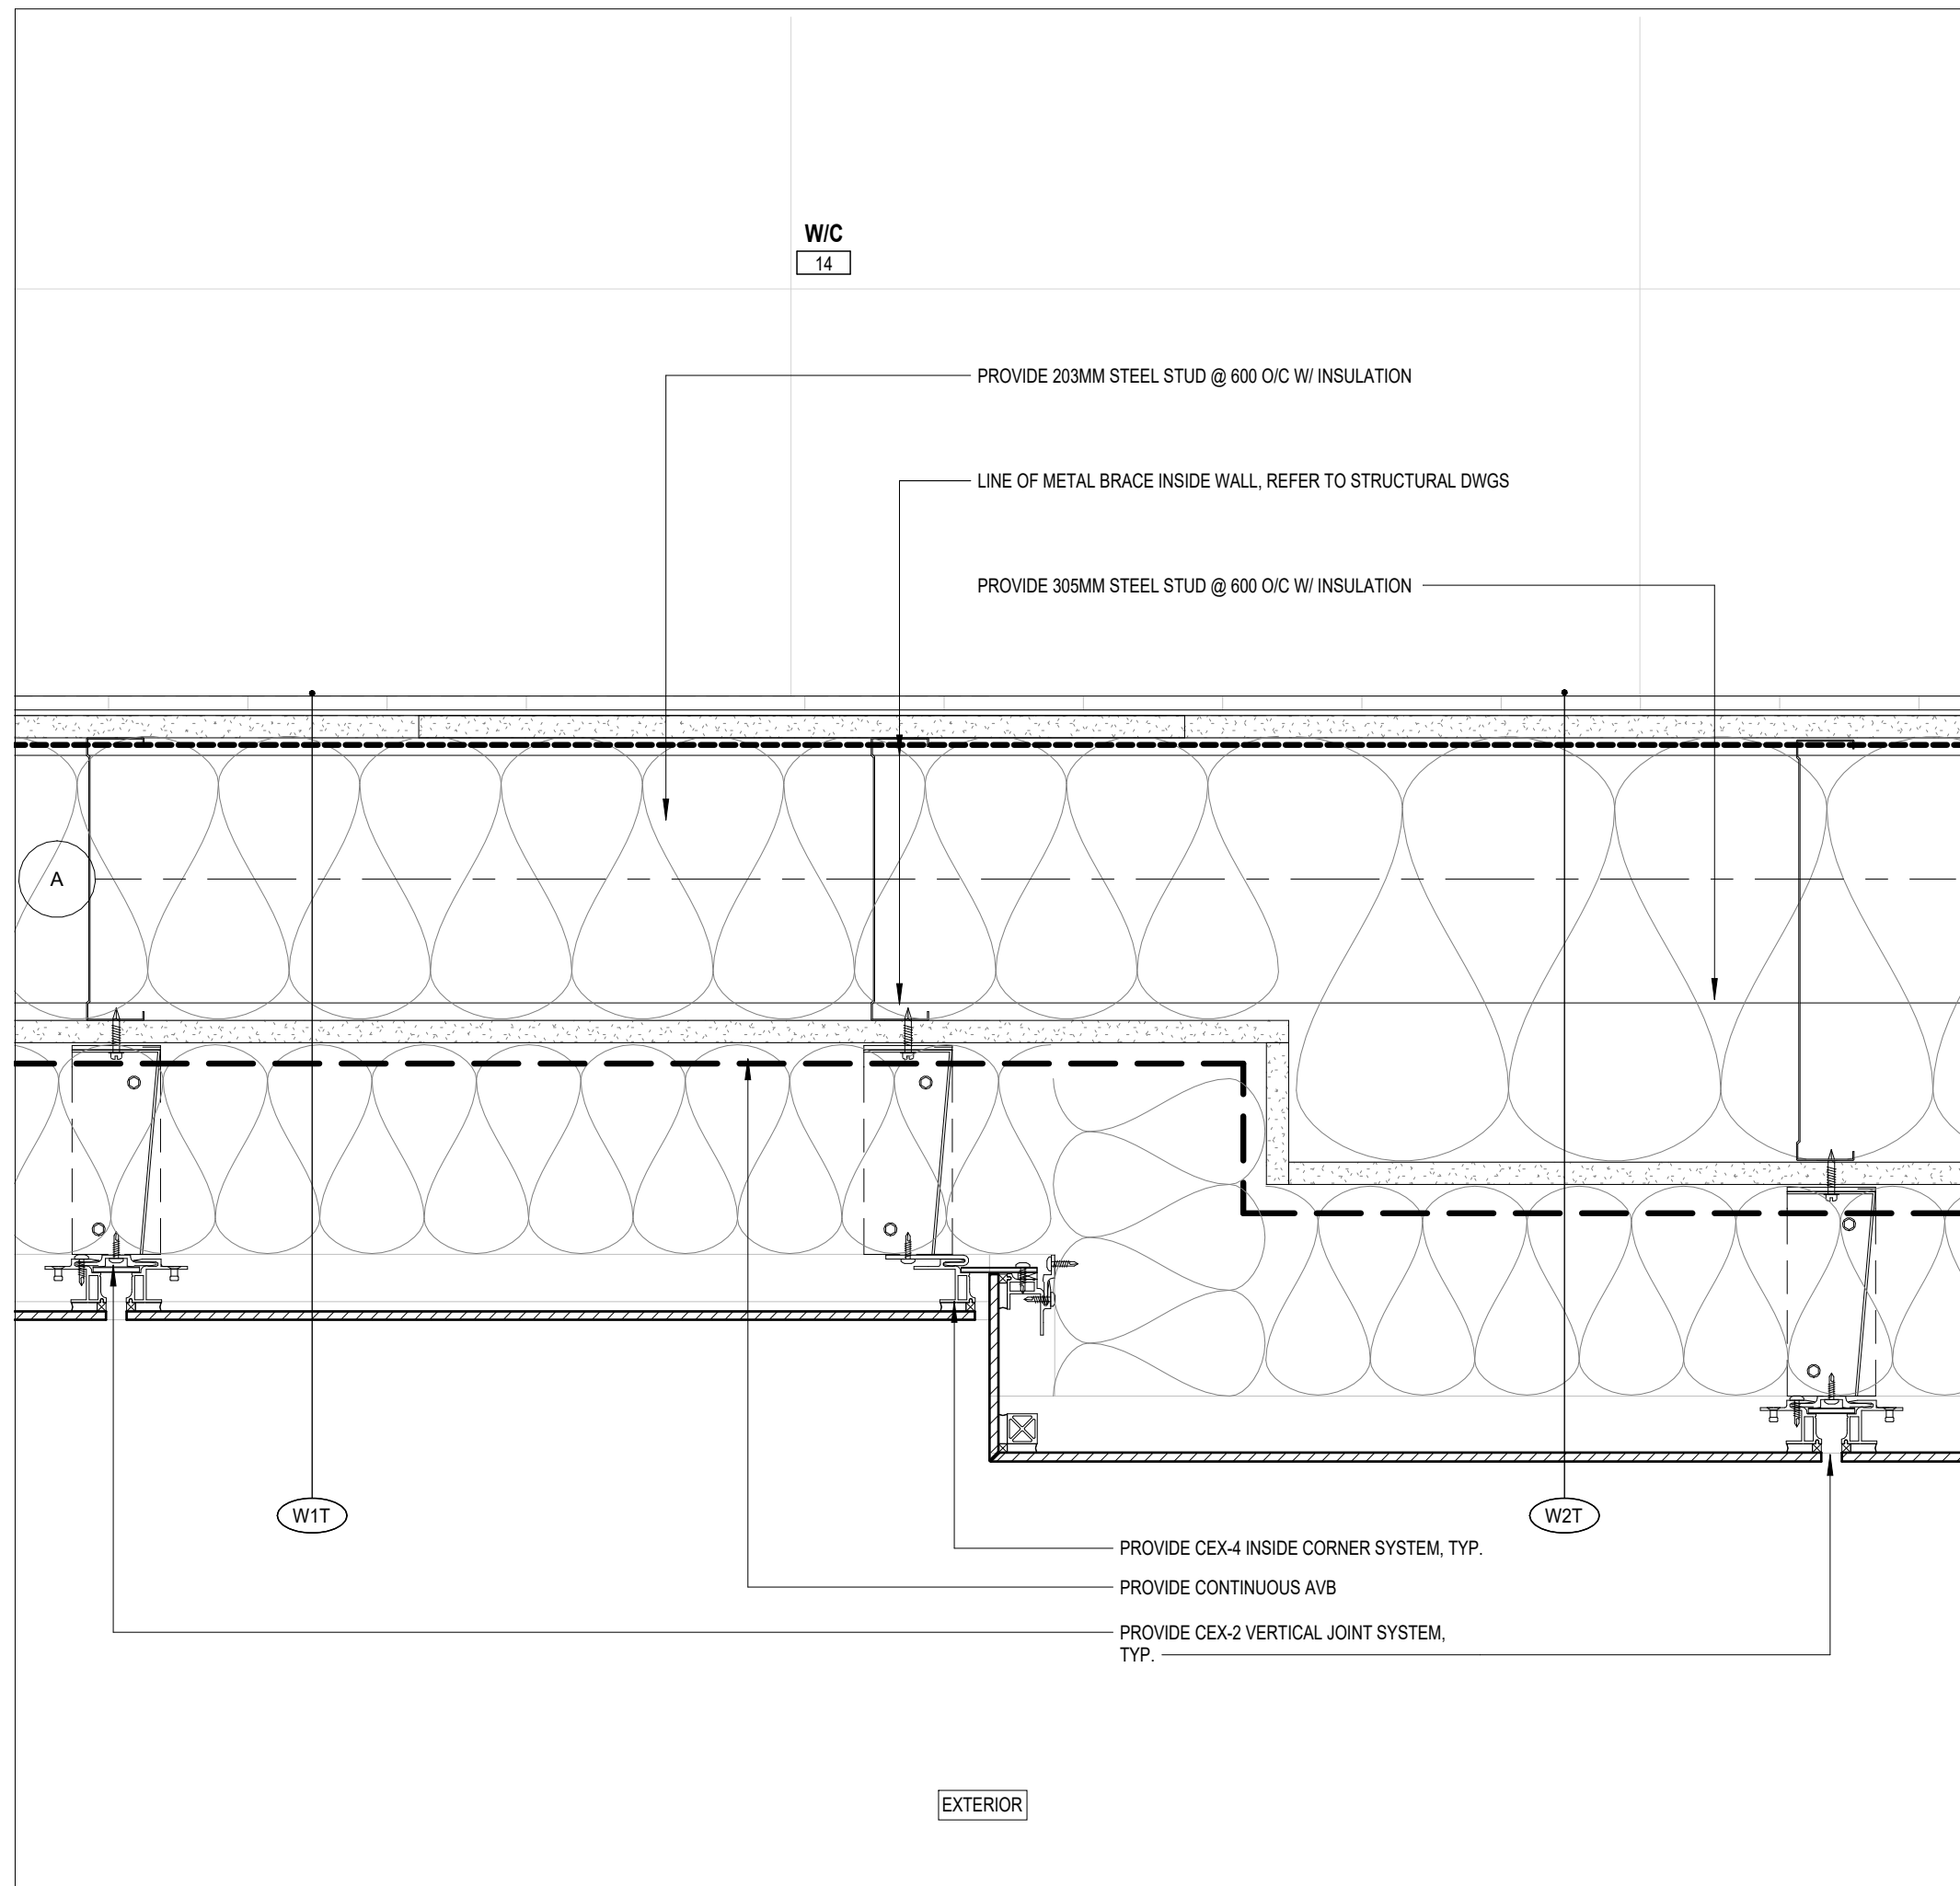 W/C
14
PROVIDE 203MM STEEL STUD @ 600 O/C W/ INSULATION
LINE OF METAL BRACE INSIDE WALL, REFER TO STRUCTURAL DWGS
PROVIDE 305MM STEEL STUD @ 600 O/C W/ INSULATION
A
W1T
W2T
PROVIDE CEX-4 INSIDE CORNER SYSTEM, TYP.
PROVIDE CONTINUOUS AVB
PROVIDE CEX-2 VERTICAL JOINT SYSTEM,
TYP.
EXTERIOR